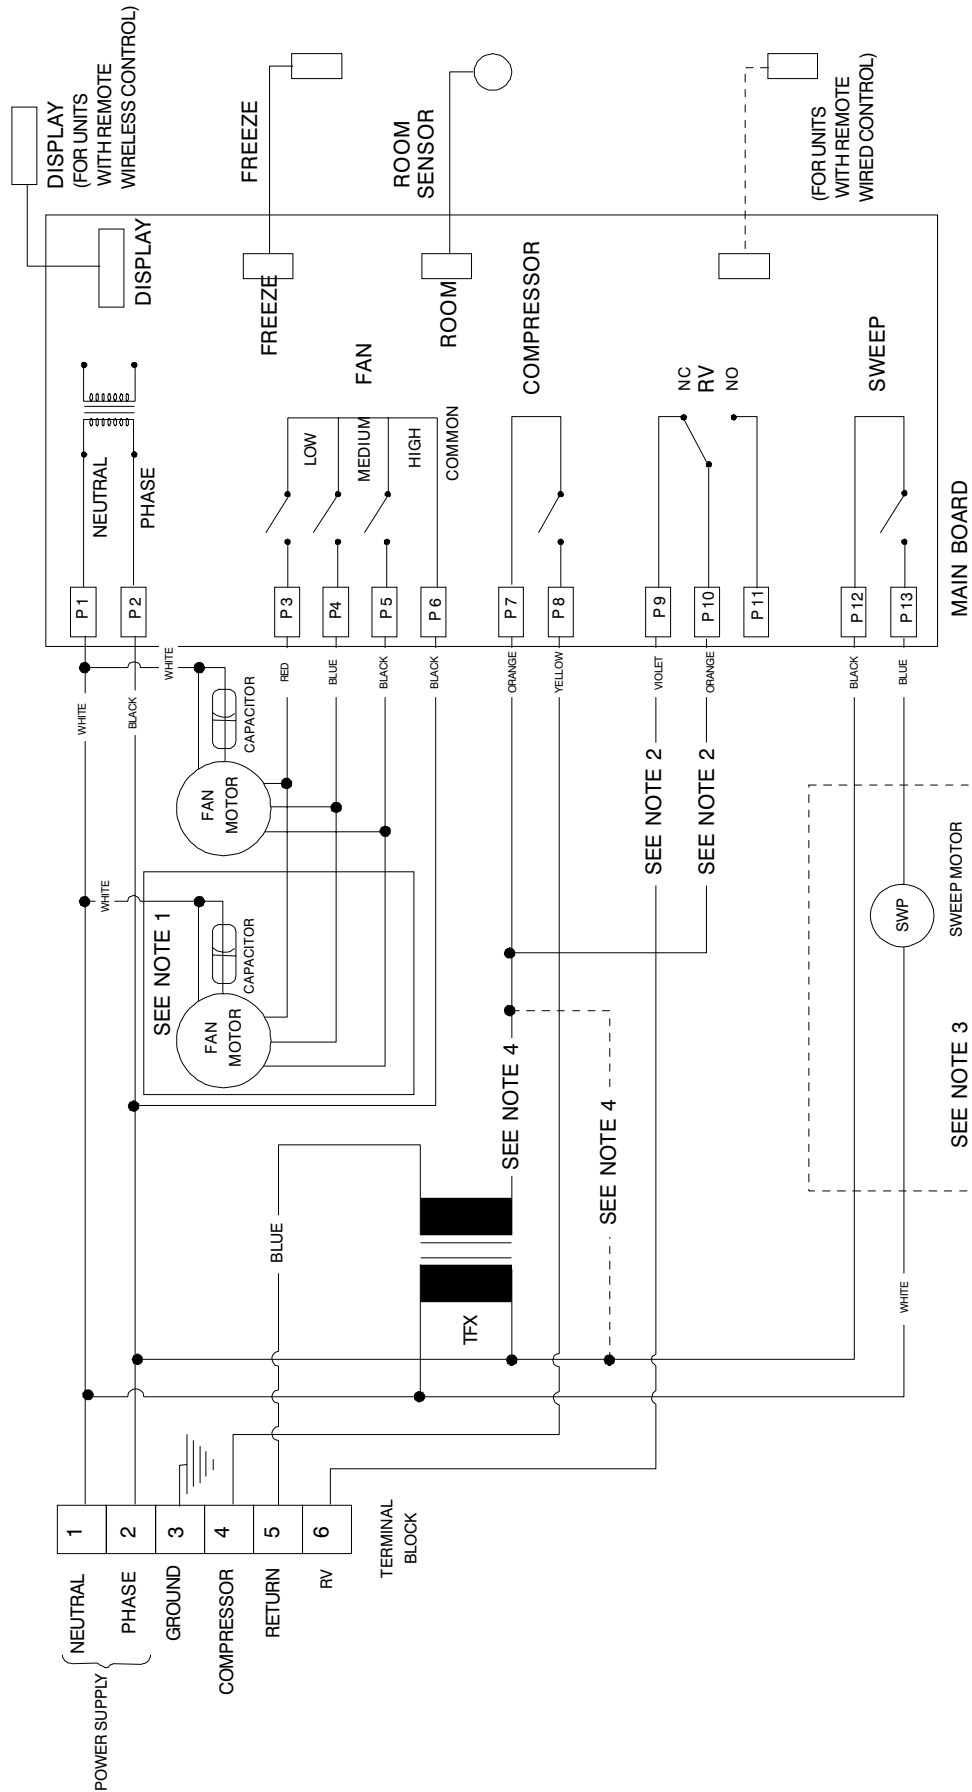 POWER SUPPLY
NEUTRAL
PHASE
GROUND
COMPRESSOR
RETURN
RV
1
2
3
4
5
6
TERMINAL
BLOCK
BLUE
TFX
SEE NOTE 4
SEE NOTE 4
WHITE
SEE NOTE 3
SWP
SWEEP MOTOR
SEE NOTE 1
FAN
MOTOR
CAPACITOR
WHITE
FAN
MOTOR
CAPACITOR
WHITE
WHITE
BLACK
RED
BLUE
BLACK
BLACK
ORANGE
YELLOW
SEE NOTE 2
VIOLET
SEE NOTE 2
ORANGE
BLACK
BLUE
P1
P2
P3
P4
P5
P6
P7
P8
P9
P10
P11
P12
P13
MAIN BOARD
NEUTRAL
PHASE
LOW
MEDIUM
HIGH
COMMON
FAN
COMPRESSOR
NC
RV
NO
SWEEP
DISPLAY
FREEZE
ROOM
DISPLAY
(FOR UNITS
WITH REMOTE
WIRELESS CONTROL)
FREEZE
ROOM
SENSOR
(FOR UNITS
WITH REMOTE
WIRED CONTROL)